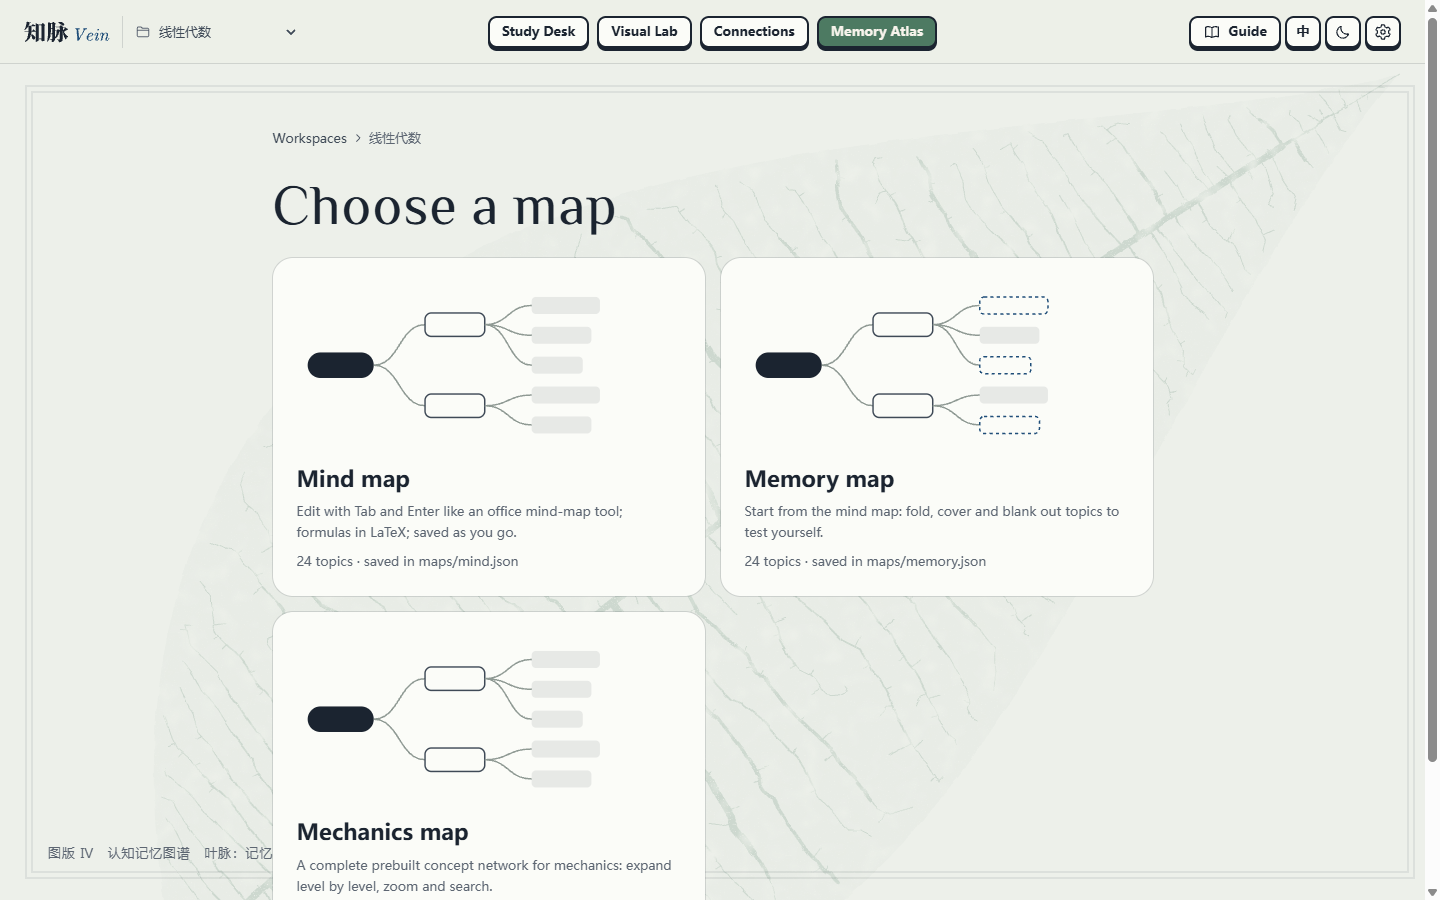 知脉 Vein
线性代数
Study Desk
Visual Lab
Connections
Memory Atlas
Guide
中
Workspaces > 线性代数
Choose a map
Mind map
Edit with Tab and Enter like an office mind-map tool;
formulas in LaTeX; saved as you go.
24 topics · saved in maps/mind.json
Memory map
Start from the mind map: fold, cover and blank out topics to
test yourself.
24 topics · saved in maps/memory.json
Mechanics map
A complete prebuilt concept network for mechanics: expand
level by level, zoom and search.
图版 IV 认知记忆图谱 叶脉：记忆